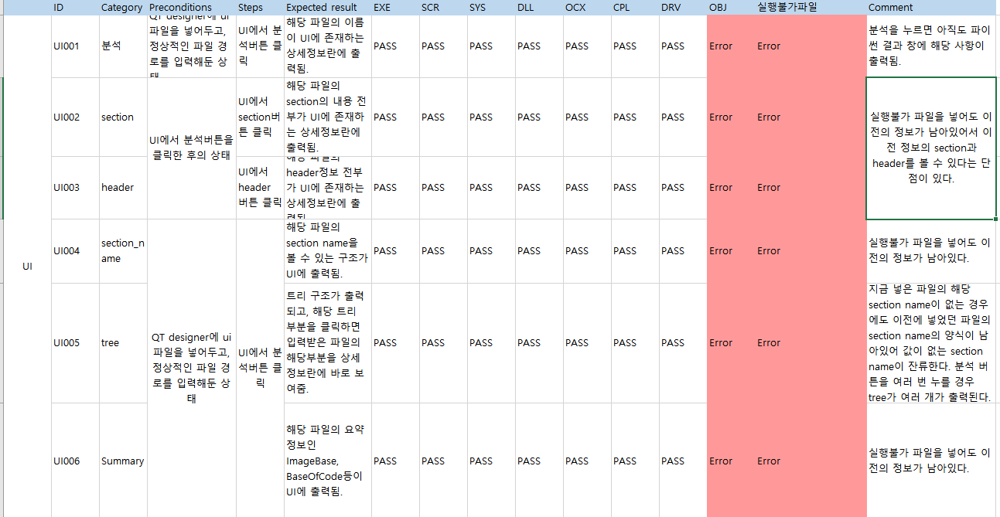 ID Category Preconditions Steps Expected result EXE SCR SYS DLL OCX CPL DRV OBJ 실행불가파일 Comment
UI
UI001
분석
QT designer에 ui
파일을 넣어두고,
정상적인 파일 경
로를 입력해둔 상
태
UI에서 분
석버튼 클
릭
해당 파일의 이름
이 UI에 존재하는
상세정보란에 출
력됨.
PASS PASS PASS PASS PASS PASS PASS Error Error
분석을 누르면 아직도 파이
썬 결과 창에 해당 사항이
출력됨.
UI002
section
UI에서 분석버튼을
클릭한 후의 상태
UI에서
section버
튼 클릭
해당 파일의
section의 내용 전
부가 UI에 존재하
는 상세정보란에
출력됨.
PASS PASS PASS PASS PASS PASS PASS Error Error
실행불가 파일을 넣어도 이
전의 정보가 남아있어서 이
전 정보의 section과
header를 볼 수 있다는 단
점이 있다.
UI003
header
UI에서
header
버튼 클릭
해당 파일의
header정보 전부
가 UI에 존재하는
상세정보란에 출
력됨.
PASS PASS PASS PASS PASS PASS PASS Error Error
UI004
section_n
ame
QT designer에 ui
파일을 넣어두고,
정상적인 파일 경
로를 입력해둔 상
태
UI에서 분
석버튼 클
릭
해당 파일의
section name을
볼 수 있는 구조가
UI에 출력됨.
PASS PASS PASS PASS PASS PASS PASS Error Error
실행불가 파일을 넣어도 이
전의 정보가 남아있다.
UI005
tree
트리 구조가 출력
되고, 해당 트리
부분을 클릭하면
입력받은 파일의
해당부분을 상세
정보란에 바로 보
여줌.
PASS PASS PASS PASS PASS PASS PASS Error Error
지금 넣은 파일의 해당
section name이 없는 경우
에도 이전에 넣었던 파일의
section name의 양식이 남
아있어 값이 없는 section
name이 잔류한다. 분석 버
튼을 여러 번 누를 경우
tree가 여러 개가 출력된다.
UI006
Summary
해당 파일의 요약
정보인
ImageBase,
BaseOfCode등이
UI에 출력됨.
PASS PASS PASS PASS PASS PASS PASS Error Error
실행불가 파일을 넣어도 이
전의 정보가 남아있다.